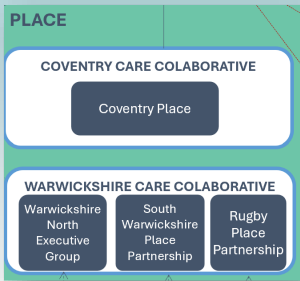 PLACE
COVENTRY CARE COLABORATIVE
Coventry Place
WARWICKSHIRE CARE COLABORATIVE
Warwickshire
North
Executive
Group
South
Warwickshire
Place
Partnership
Rugby
Place
Partnership